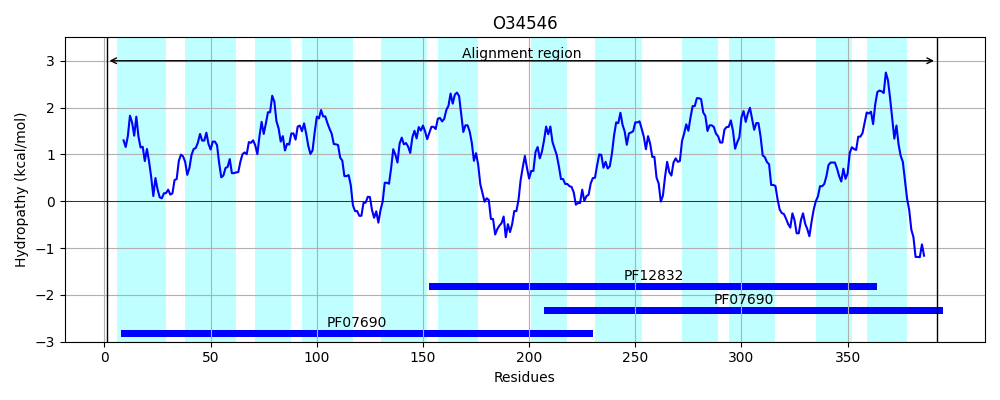 O34546
Alignment region
3
2
1
0
−1
−2
−3
Hydropathy (kcal/mol)
PF12832
PF07690
PF07690
0 50 100 150 200 250 300 350
Residues